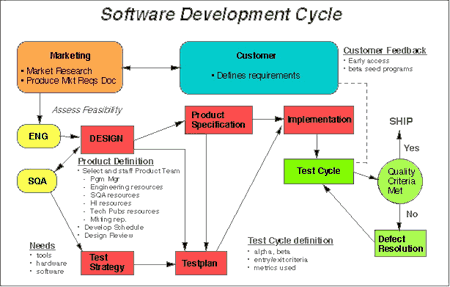 Software Development Cycle
Marketing
• Market Research
• Produce Mkt Reqs Doc
Customer
• Defines requirements
Customer Feedback
• Early access
• beta seed programs
Assess Feasibility
ENG
DESIGN
Product
Specification
Implementation
SHIP
Yes
SQA
Product Definition
• Select and staff Product Team
- Pgm Mgr
- Engineering resources
- SQA resources
- HI resources
- Tech Pubs resources
- Mkting rep.
• Develop Schedule
• Design Review
Test Cycle
Quality
Criteria
Met
No
Needs
• tools
• hardware
• software
Test
Strategy
Testplan
Test Cycle definition
• alpha, beta
• entry/exit criteria
• metrics used
Defect
Resolution